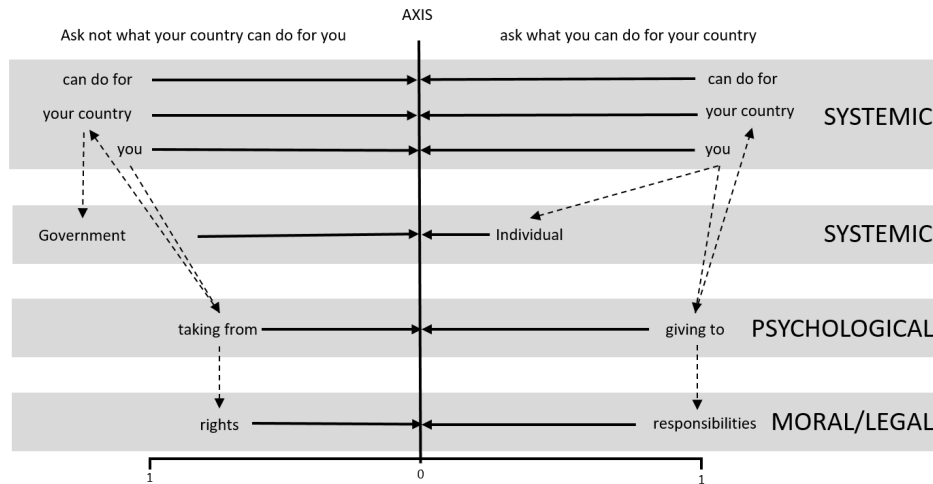 AXIS
Ask not what your country can do for you
ask what you can do for your country
can do for
can do for
your country
your country
SYSTEMIC
you
you
Government
Individual
SYSTEMIC
taking from
giving to
PSYCHOLOGICAL
rights
responsibilities
MORAL/LEGAL
1
0
1